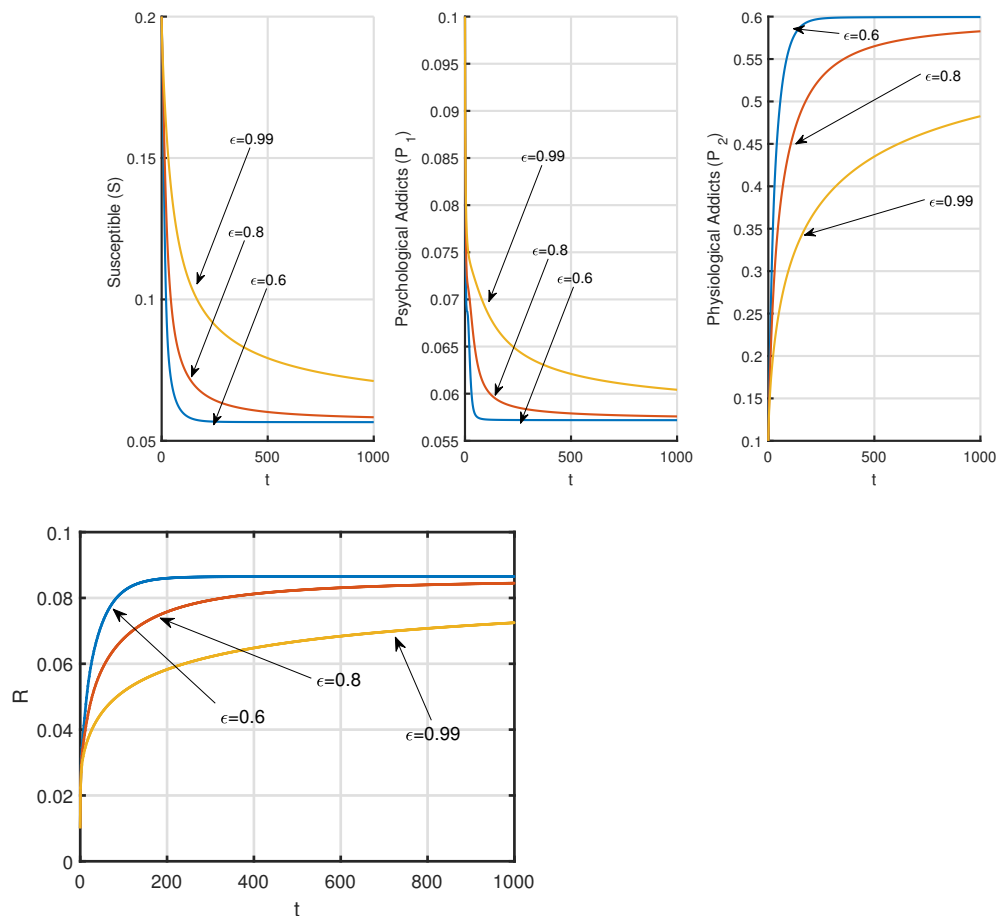 Susceptible (S)
0.2
0.15
0.1
0.05
0
500
1000
t
ϵ=0.99
ϵ=0.8
ϵ=0.6
Psychological Addicts (P 1)
0.1
0.095
0.09
0.085
0.08
0.075
0.07
0.065
0.06
0.055
0
500
1000
t
ϵ=0.99
ϵ=0.8
ϵ=0.6
Physiological Addicts (P 2)
0.6
0.55
0.5
0.45
0.4
0.35
0.3
0.25
0.2
0.15
0.1
0
500
1000
t
ϵ=0.6
ϵ=0.8
ϵ=0.99
R
0.1
0.08
0.06
0.04
0.02
0
0
200
400
600
800
1000
t
ϵ=0.8
ϵ=0.6
ϵ=0.99